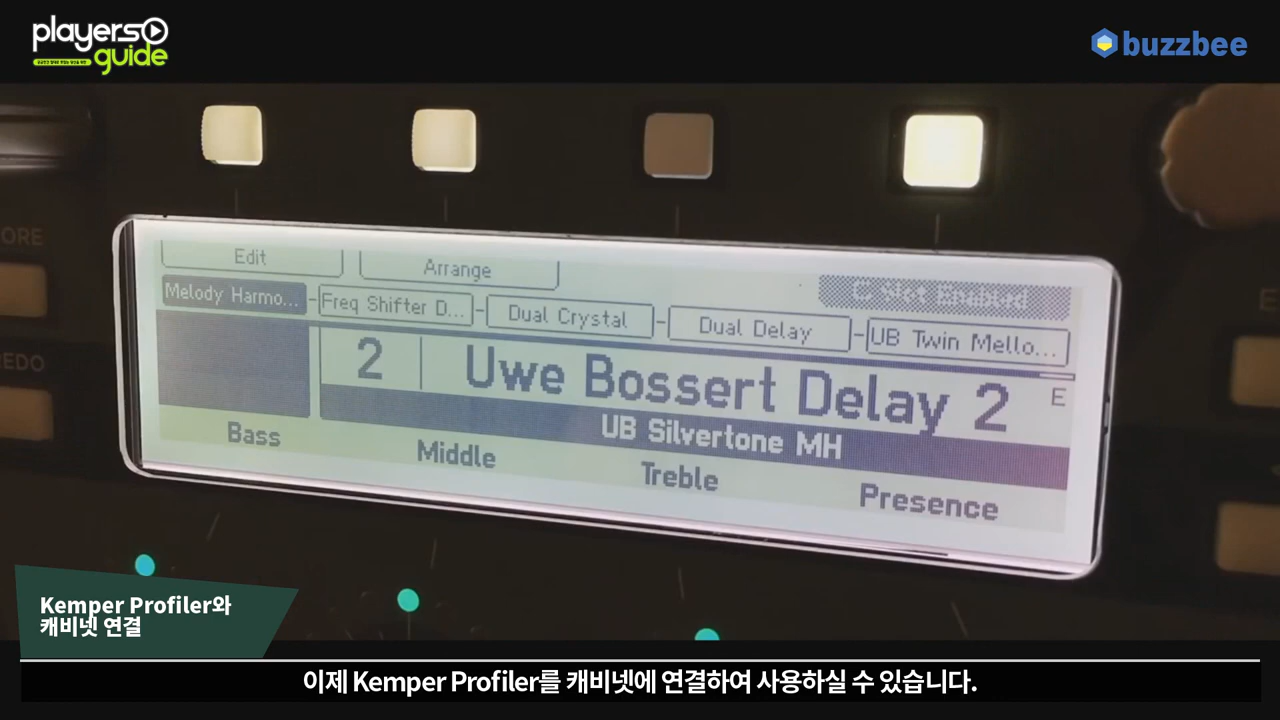 players
guide
buzzbee
ORE
EDO
Edit
Arrange
Melody Harmo...
Freq Shifter D...
Dual Crystal
Dual Delay
UB Twin Mello...
2
Uwe Bossert Delay 2
E
UB Silvertone MH
Bass
Middle
Treble
Presence
Kemper Profiler와
캐비넷 연결
이제 Kemper Profiler를 캐비넷에 연결하여 사용하실 수 있습니다.